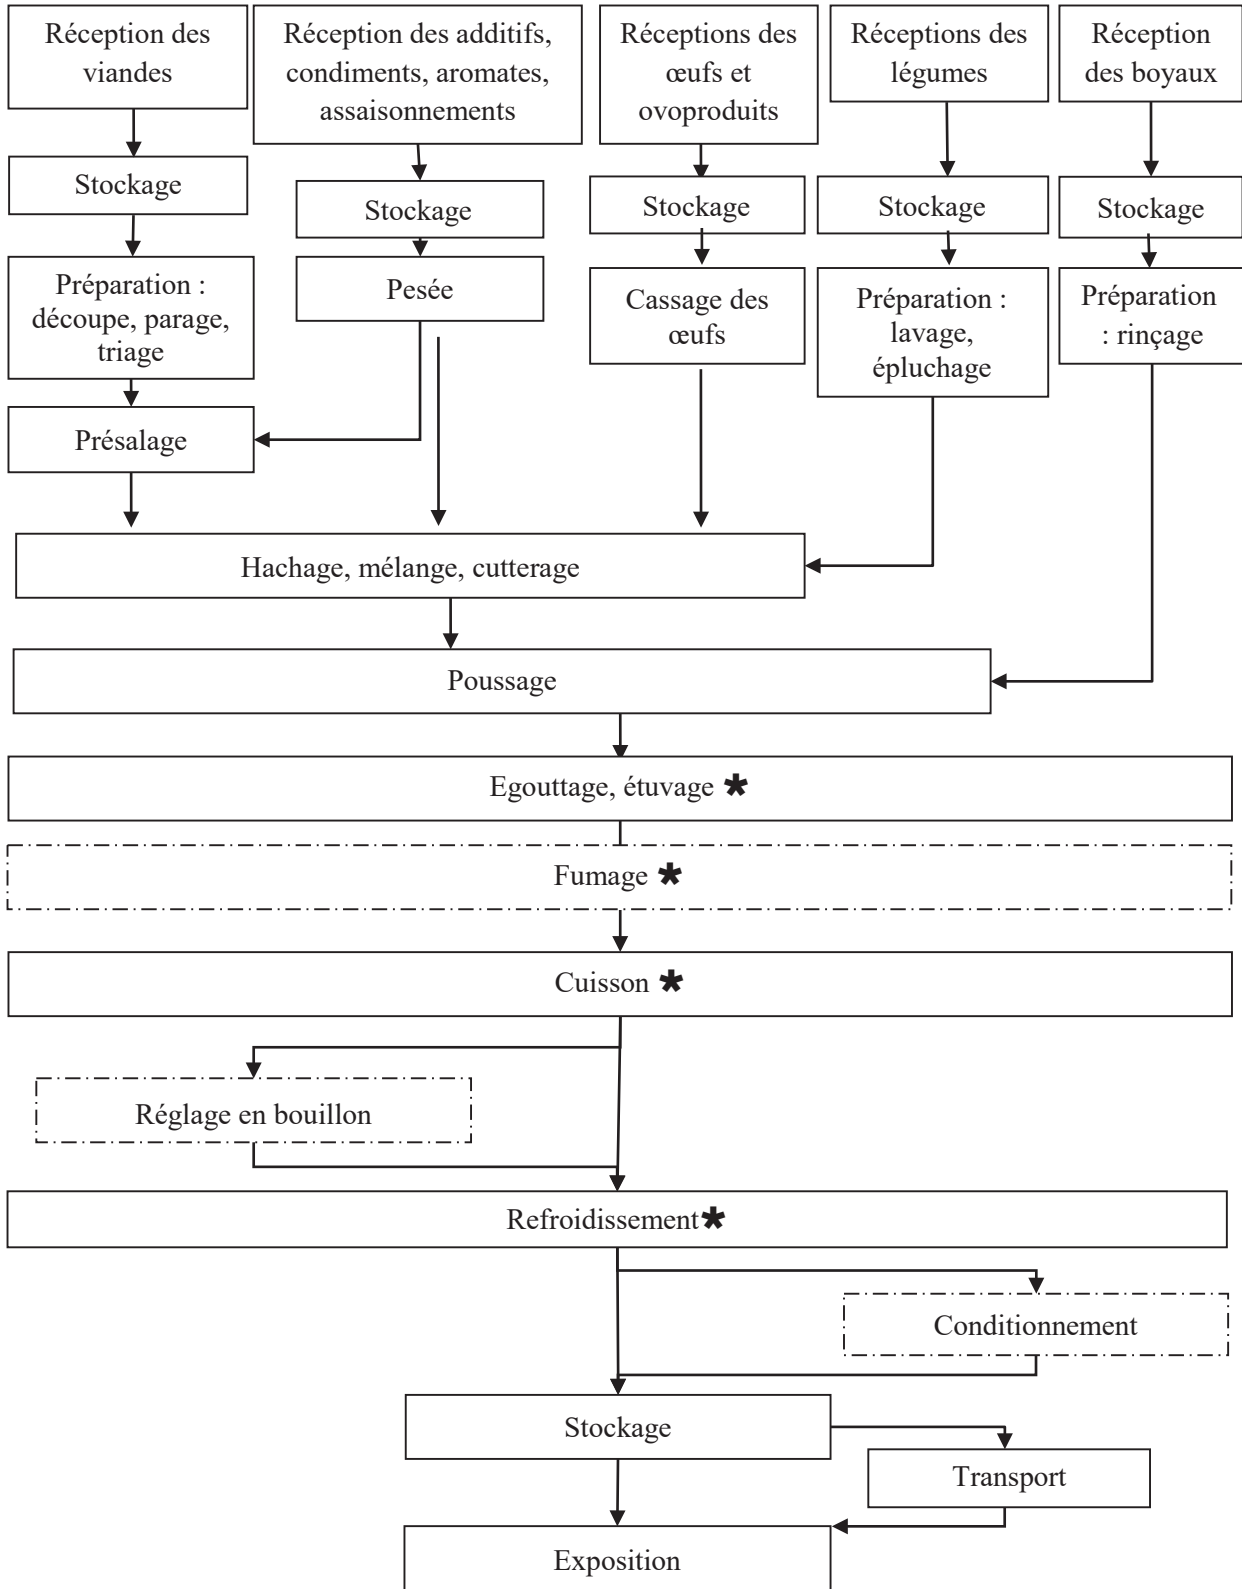 Réception des
viandes
Réception des additifs,
condiments, aromates,
assaisonnements
Réceptions des
œufs et
ovoproduits
Réceptions des
légumes
Réception
des boyaux
Stockage
Stockage
Stockage
Stockage
Stockage
Préparation :
découpe, parage,
triage
Pesée
Cassage des
œufs
Préparation :
lavage,
épluchage
Préparation
: rinçage
Présalage
Hachage, mélange, cutterage
Poussage
Egouttage, étuvage *
Fumage *
Cuisson *
Réglage en bouillon
Refroidissement*
Conditionnement
Stockage
Transport
Exposition